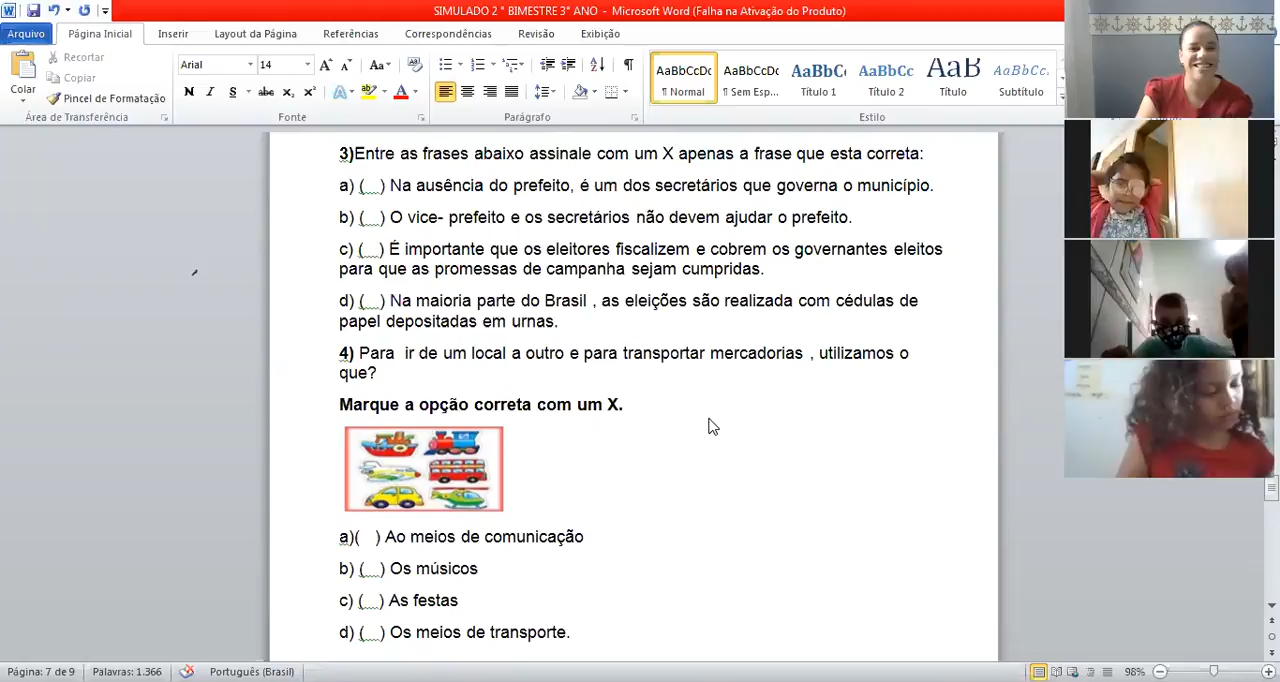 SIMULADO 2 ° BIMESTRE 3° ANO - Microsoft Word (Falha na Ativação do Produto)
Arquivo Página Inicial Inserir Layout da Página Referências Correspondências Revisão Exibição
Recortar
Copiar
Colar
Pincel de Formatação
Área de Transferência
Arial 14
Fonte
Parágrafo
AaBbCcDc AaBbCcDc AaBbC AaBbCc AaB AaBbCc.
¶ Normal ¶ Sem Esp... Título 1 Título 2 Título Subtítulo
Estilo
3)Entre as frases abaixo assinale com um X apenas a frase que esta correta:
a) (__) Na ausência do prefeito, é um dos secretários que governa o município.
b) (__) O vice- prefeito e os secretários não devem ajudar o prefeito.
c) (__) É importante que os eleitores fiscalizem e cobrem os governantes eleitos
para que as promessas de campanha sejam cumpridas.
d) (__) Na maioria parte do Brasil , as eleições são realizada com cédulas de
papel depositadas em urnas.
4) Para ir de um local a outro e para transportar mercadorias , utilizamos o
que?
Marque a opção correta com um X.
a)( ) Ao meios de comunicação
b) (__) Os músicos
c) (__) As festas
d) (__) Os meios de transporte.
Página: 7 de 9 Palavras: 1.366 Português (Brasil) 98%